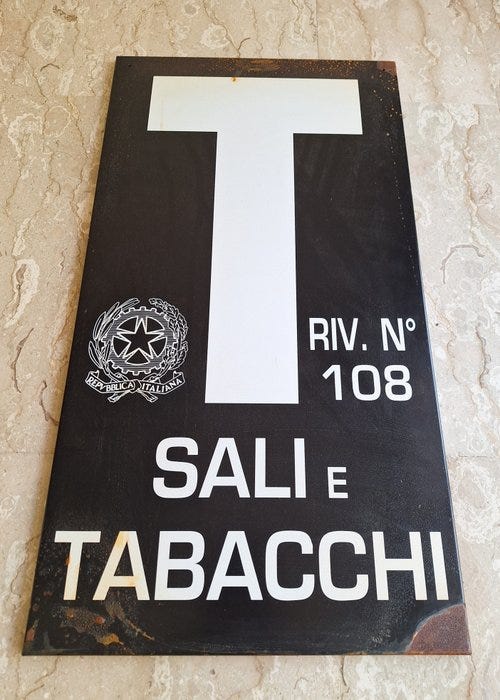 T
RIV. N°
108
REPVBBLICA ITALIANA
SALI E
TABACCHI